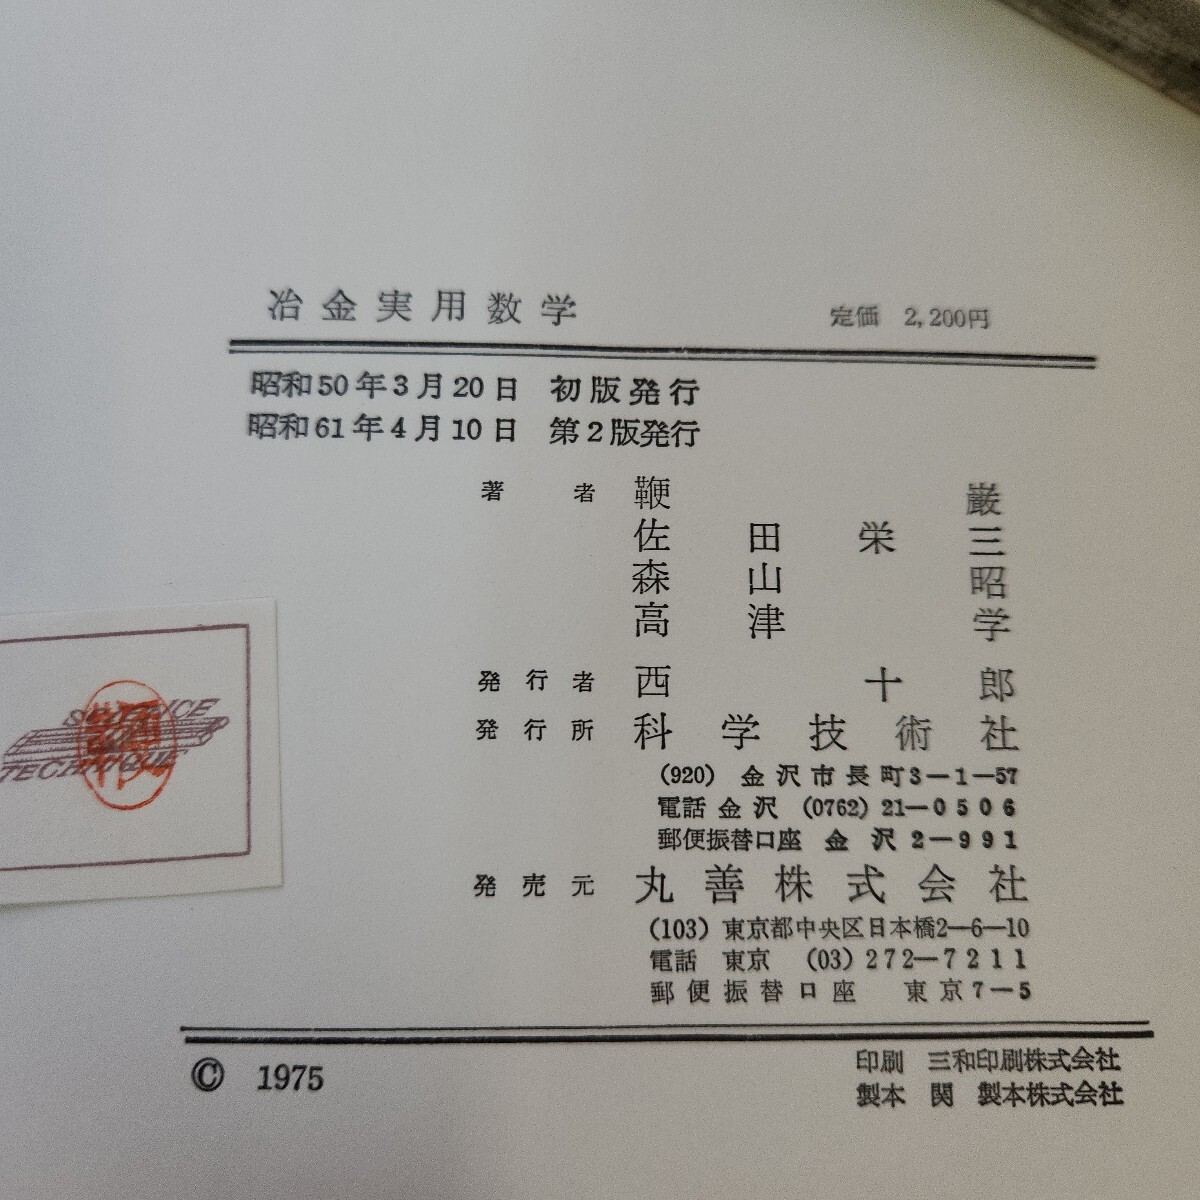 冶金実用数学 定価 2,200円
昭和50年3月20日 初版発行
昭和61年4月10日 第2版発行
著者 鞭 巌
佐田栄三
森山 昭
高津 学
発行者 西 十郎
発行所 科学技術社
(920) 金沢市長町3−1−57
電話 金沢 (0762) 21−0506
郵便振替口座 金沢2−991
発売元 丸善株式会社
(103) 東京都中央区日本橋2−6−10
電話 東京 (03) 272−7211
郵便振替口座 東京7−5
© 1975
印刷 三和印刷株式会社
製本 関 製本株式会社
SCIENCE
TECHNIQUE